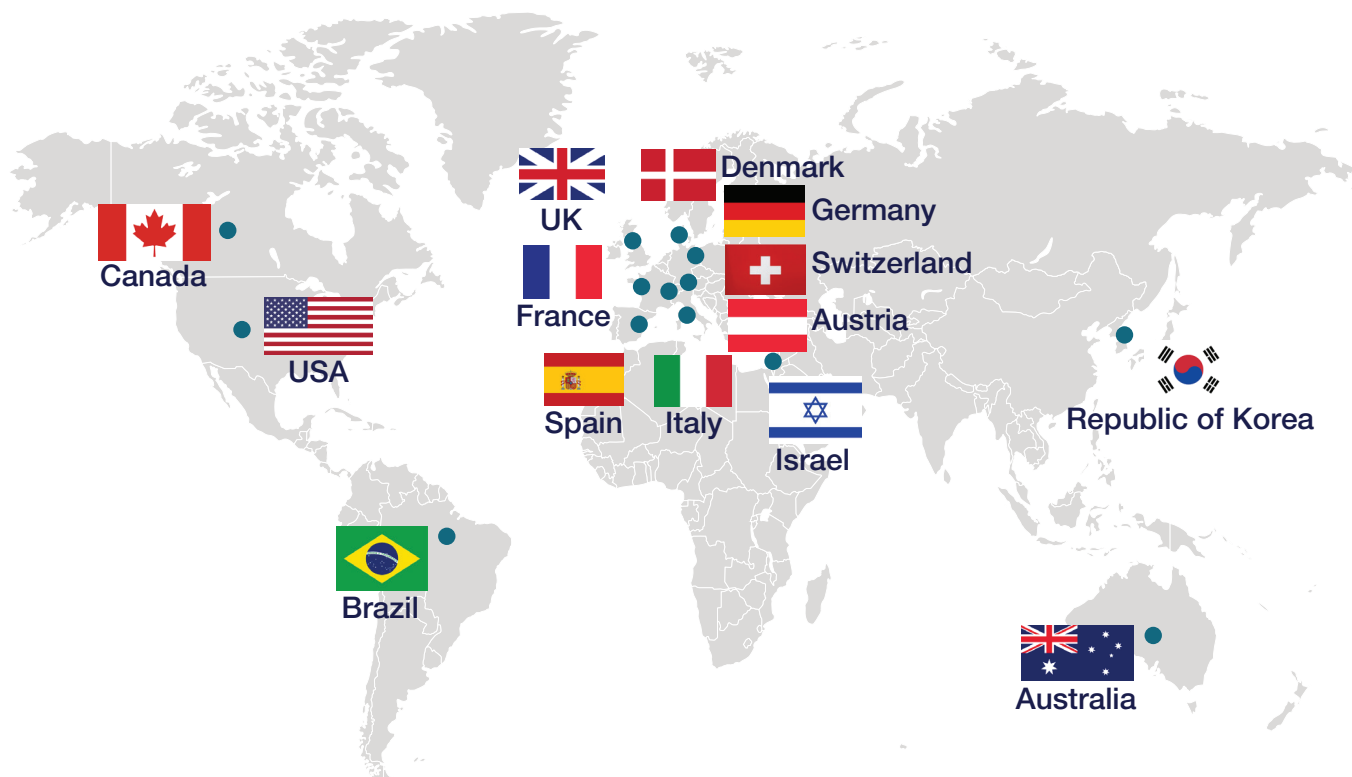 Denmark
UK
Germany
Canada
Switzerland
France
Austria
USA
Spain
Italy
Republic of Korea
Israel
Brazil
Australia